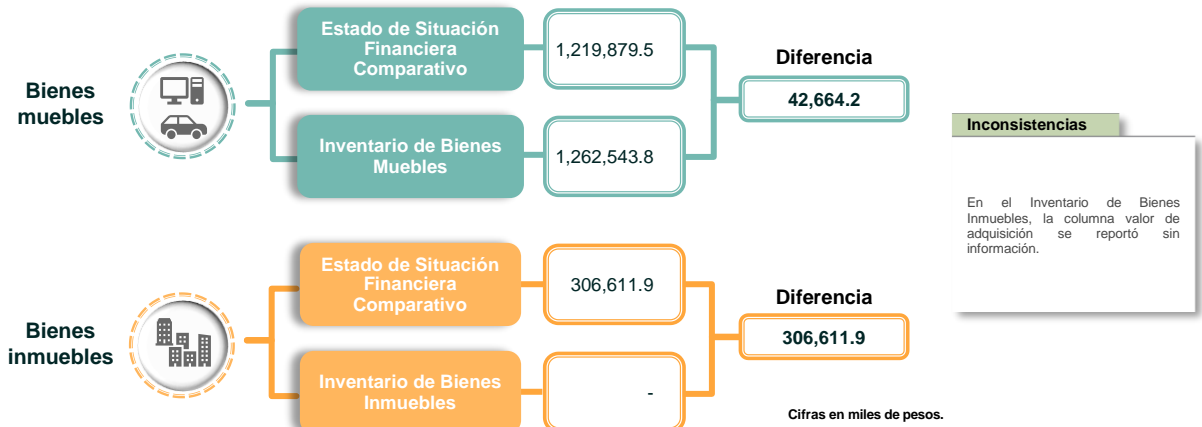 Bienes
muebles
Estado de Situación
Financiera
Comparativo
1,219,879.5
Inventario de Bienes
Muebles
1,262,543.8
Diferencia
42,664.2
Inconsistencias
En el Inventario de Bienes
Inmuebles, la columna valor de
adquisición se reportó sin
información.
Bienes
inmuebles
Estado de Situación
Financiera
Comparativo
306,611.9
Inventario de Bienes
Inmuebles
-
Diferencia
306,611.9
Cifras en miles de pesos.